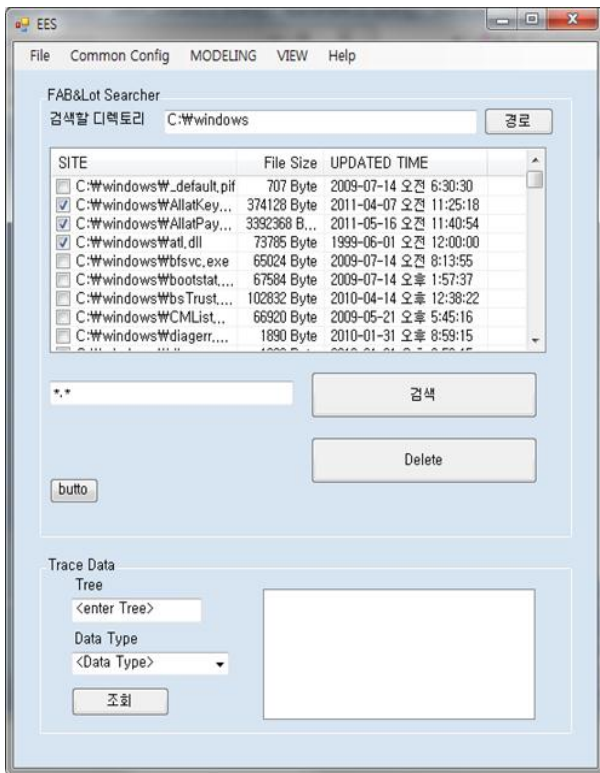 EES
File Common Config MODELING VIEW Help
FAB&Lot Searcher
검색할 디렉토리 C:₩windows 경로
SITE File Size UPDATED TIME
C:₩windows₩_default,pif 707 Byte 2009-07-14 오전 6:30:30
C:₩windows₩AllatKey,,, 374128 Byte 2011-04-07 오전 11:25:18
C:₩windows₩AllatPay,,, 3392368 B,,, 2011-05-16 오전 11:40:54
C:₩windows₩atl,dll 73785 Byte 1999-06-01 오전 12:00:00
C:₩windows₩bfsvc,exe 65024 Byte 2009-07-14 오전 8:13:55
C:₩windows₩bootstat,,,, 67584 Byte 2009-07-14 오후 1:57:37
C:₩windows₩bsTrust,,,, 102832 Byte 2010-04-14 오후 12:38:22
C:₩windows₩CMList,,, 66920 Byte 2009-05-21 오후 5:45:16
C:₩windows₩diagerr,,,, 1890 Byte 2010-01-31 오후 8:59:15
*,* 검색
Delete
butto
Trace Data
Tree
<enter Tree>
Data Type
<Data Type>
조회